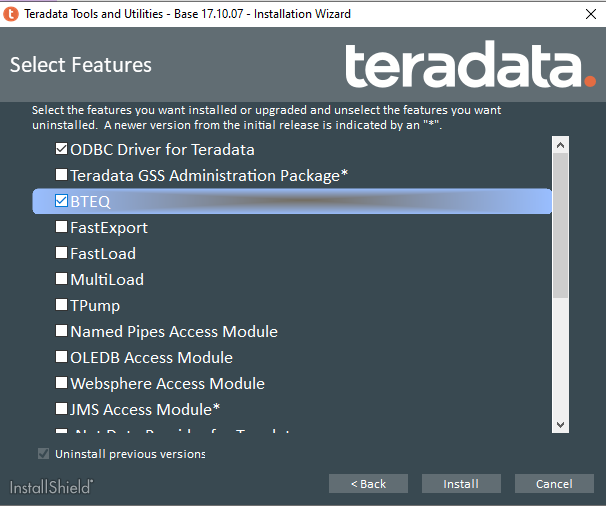 Teradata Tools and Utilities - Base 17.10.07 - Installation Wizard
Select Features
teradata.
Select the features you want installed or upgraded and unselect the features you want
uninstalled. A newer version from the initial release is indicated by an "*".
ODBC Driver for Teradata
Teradata GSS Administration Package*
BTEQ
FastExport
FastLoad
MultiLoad
TPump
Named Pipes Access Module
OLEDB Access Module
Websphere Access Module
JMS Access Module*
Uninstall previous versions
InstallShield
< Back
Install
Cancel